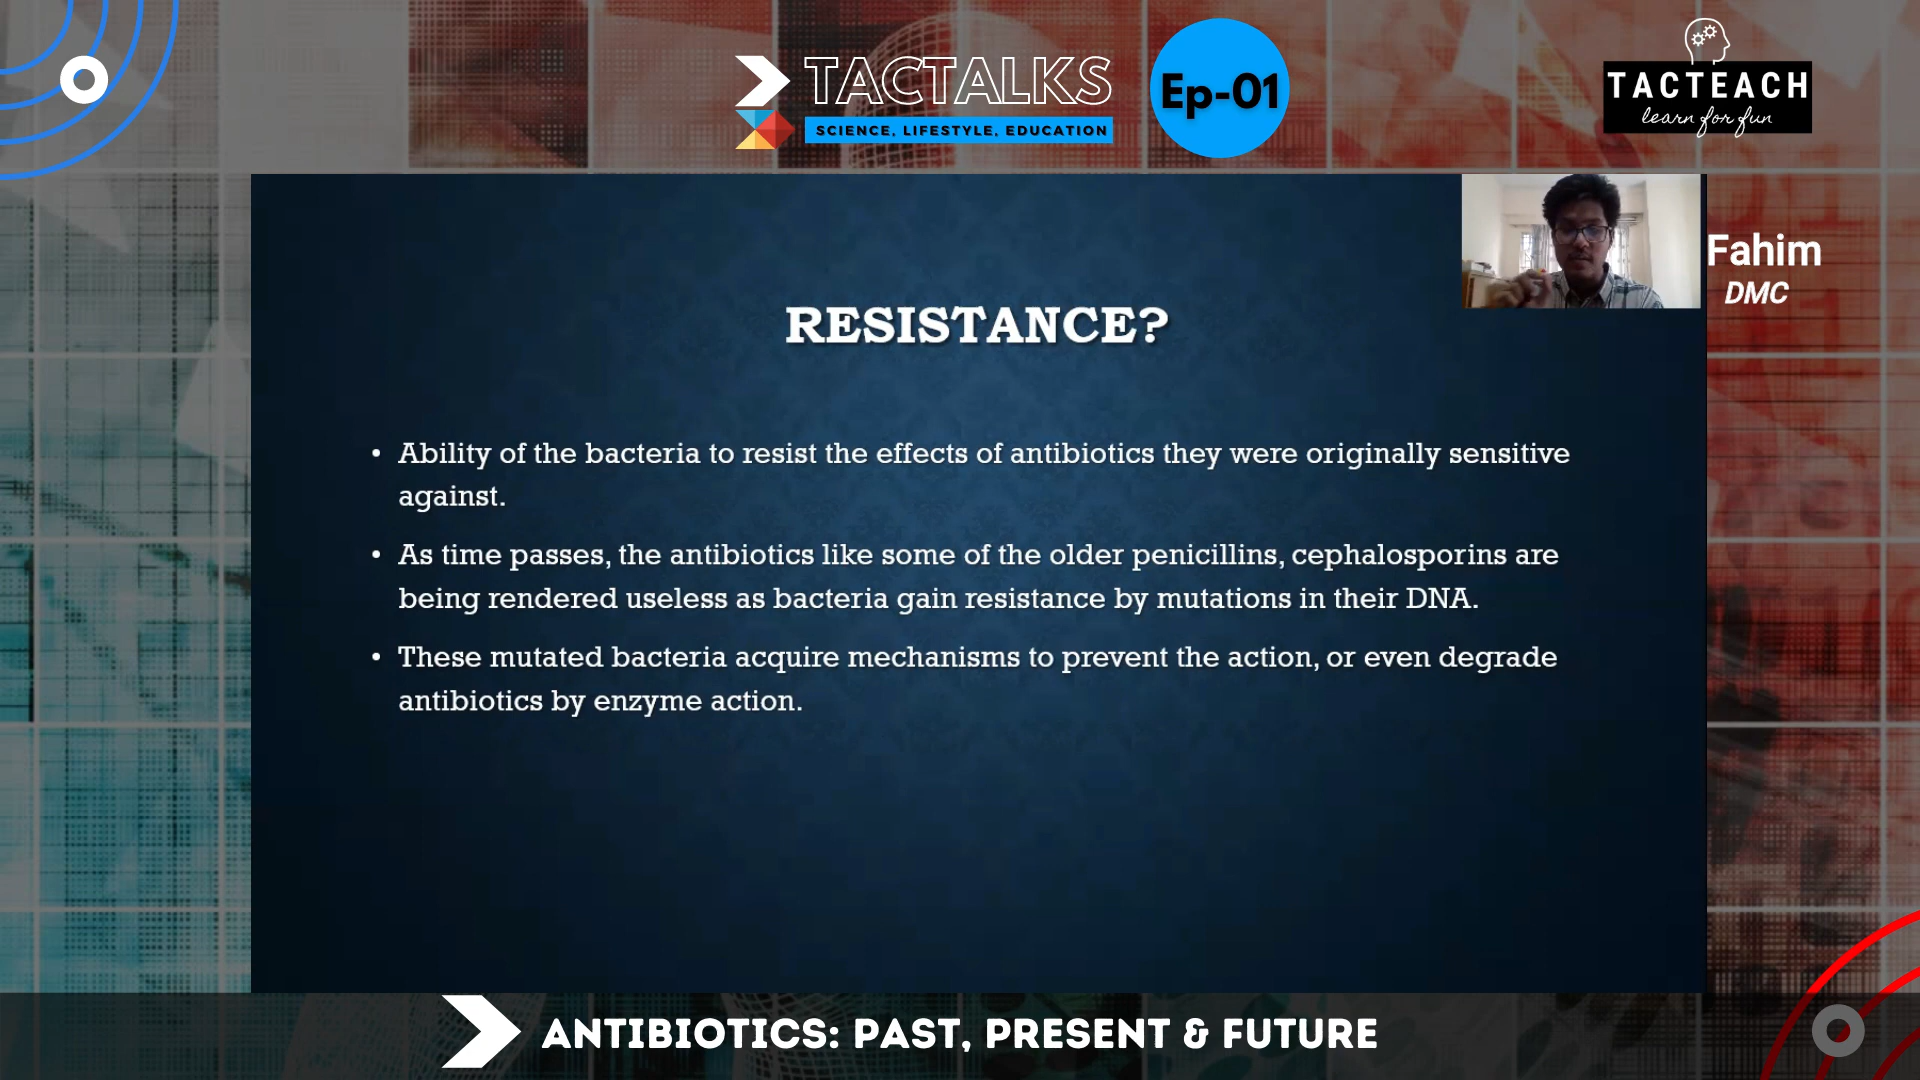 TACTALKS
SCIENCE, LIFESTYLE, EDUCATION
Ep-01
TACTEACH
learn for fun
Fahim
DMC
RESISTANCE?
• Ability of the bacteria to resist the effects of antibiotics they were originally sensitive
against.
• As time passes, the antibiotics like some of the older penicillins, cephalosporins are
being rendered useless as bacteria gain resistance by mutations in their DNA.
• These mutated bacteria acquire mechanisms to prevent the action, or even degrade
antibiotics by enzyme action.
ANTIBIOTICS: PAST, PRESENT & FUTURE